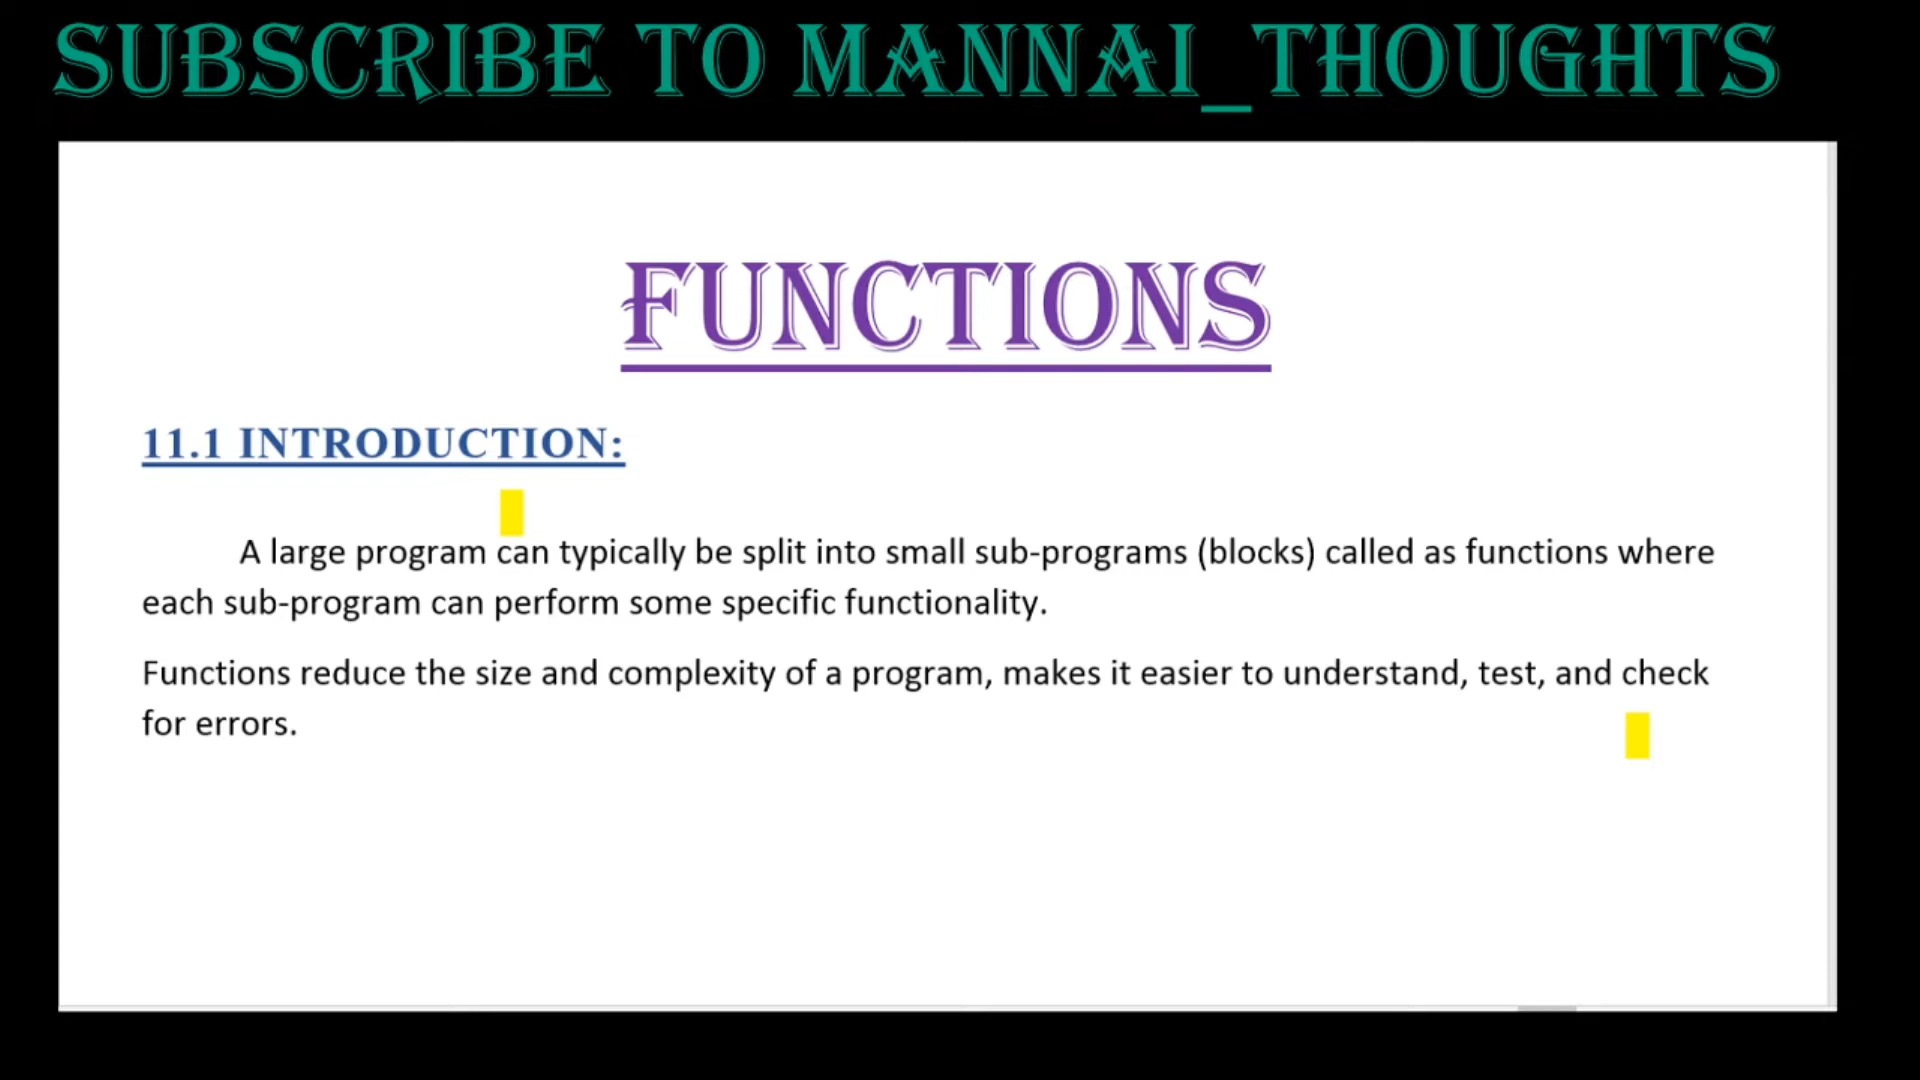 SUBSCRIBE TO MANNAI_THOUGHTS
FUNCTIONS
11.1 INTRODUCTION:
A large program can typically be split into small sub-programs (blocks) called as functions where
each sub-program can perform some specific functionality.
Functions reduce the size and complexity of a program, makes it easier to understand, test, and check
for errors.